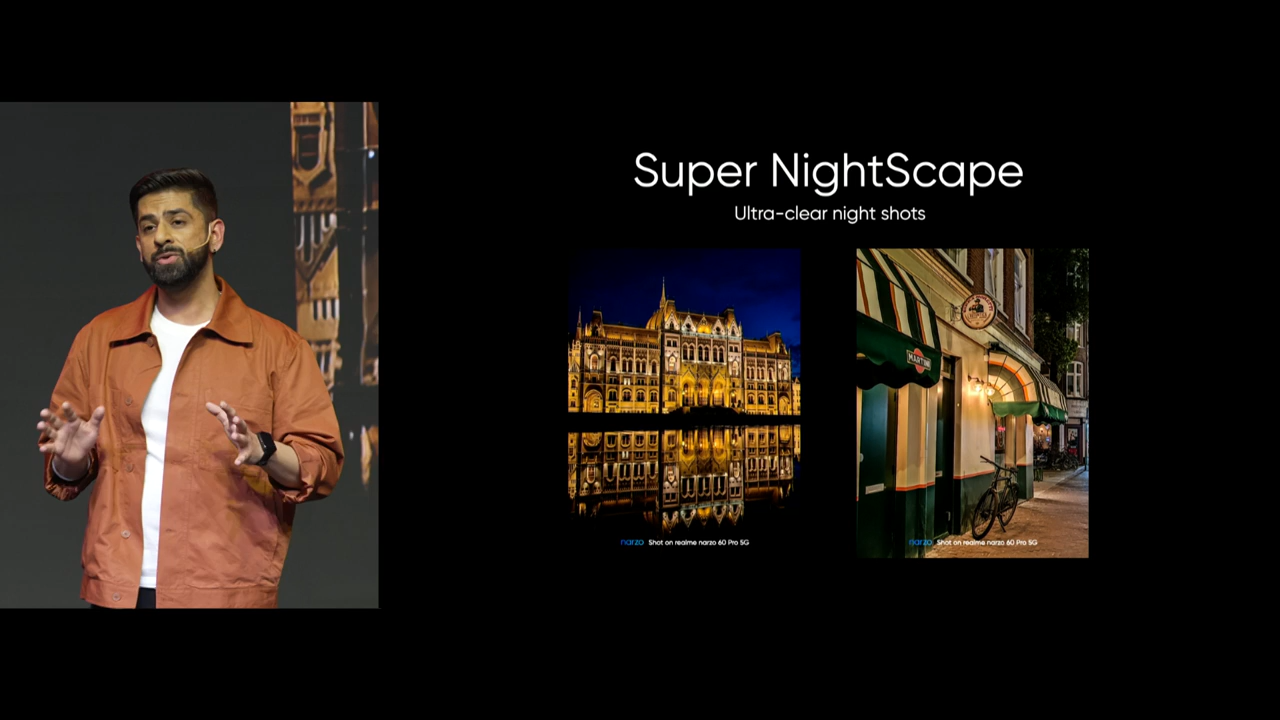 Super NightScape
Ultra-clear night shots
MARTINI
narzo Shot on realme narzo 60 Pro 5G
narzo Shot on realme narzo 60 Pro 5G